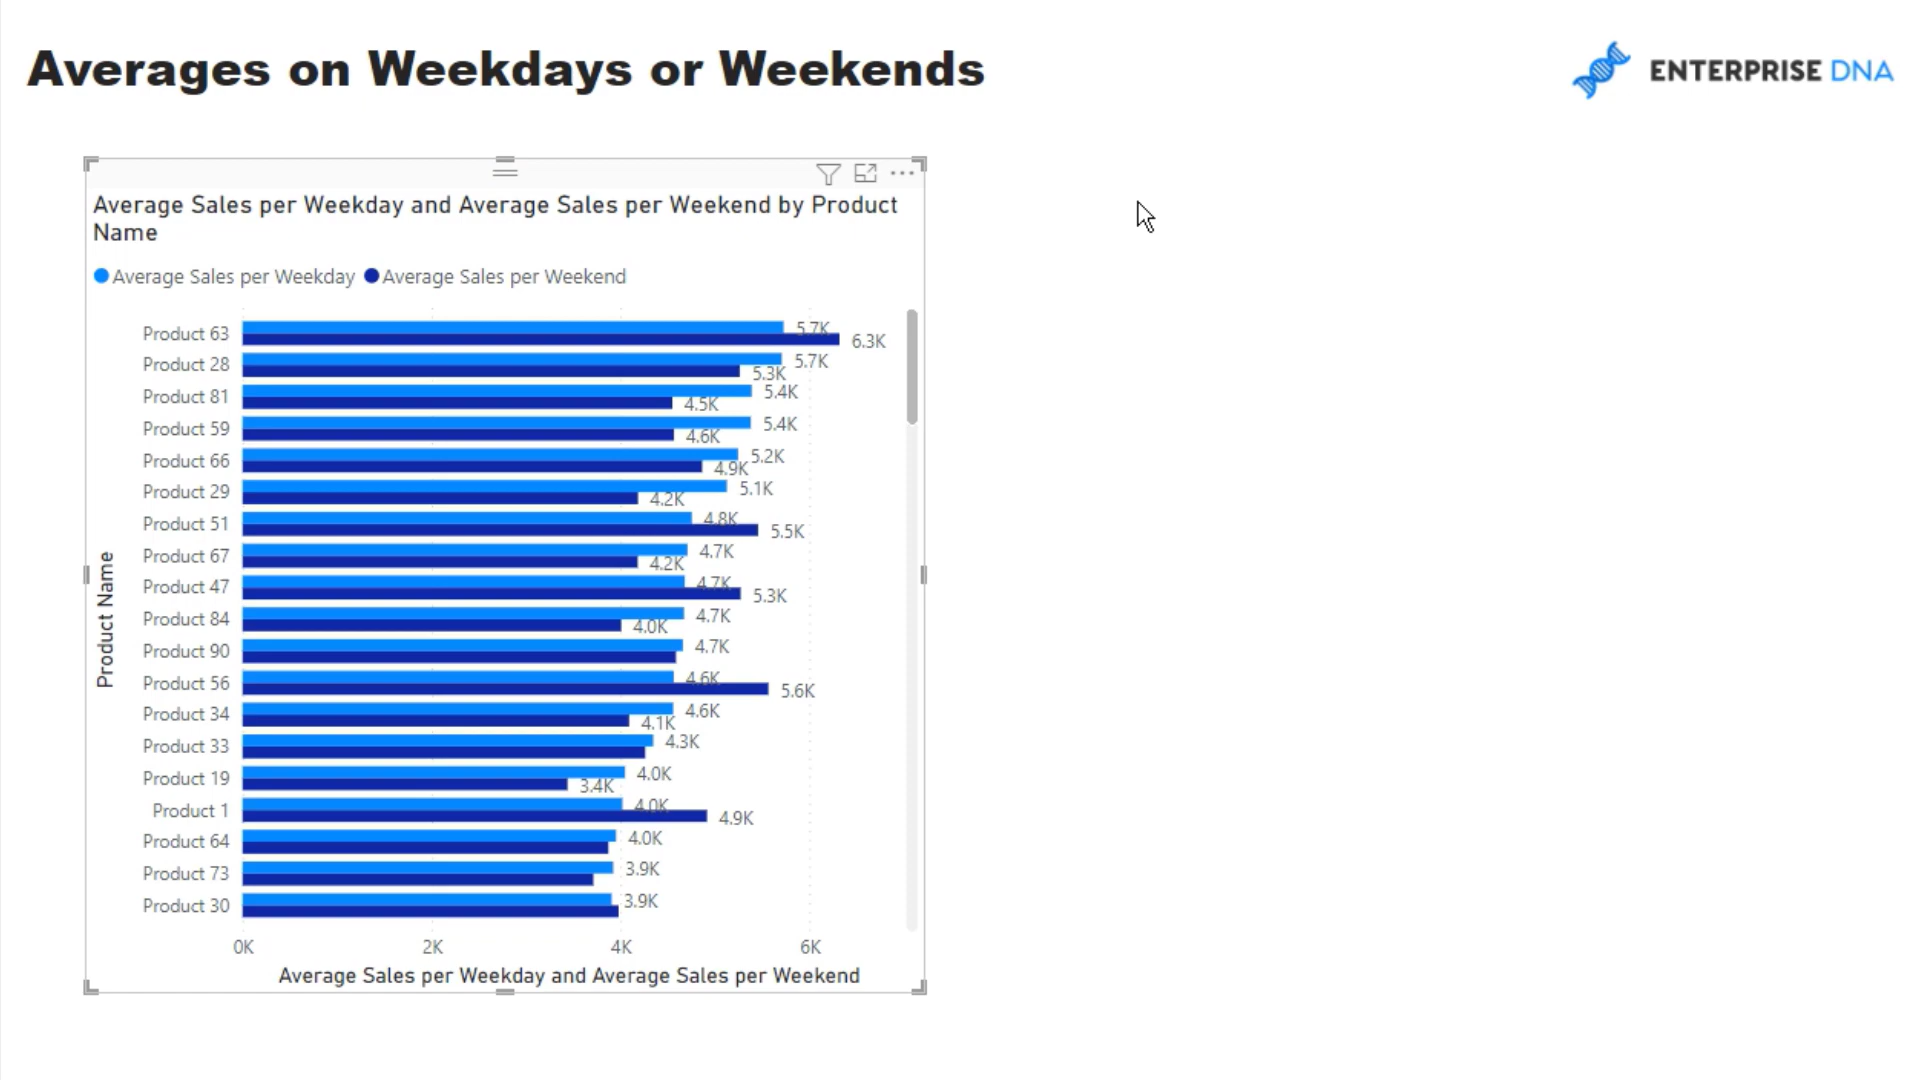 Averages on Weekdays or Weekends
ENTERPRISE DNA
Average Sales per Weekday and Average Sales per Weekend by Product
Name
Average Sales per Weekday Average Sales per Weekend
Product Name
Product 63 5.7K 6.3K
Product 28 5.7K 5.3K
Product 81 5.4K 4.5K
Product 59 5.4K 4.6K
Product 66 5.2K 4.9K
Product 29 5.1K 4.2K
Product 51 4.8K 5.5K
Product 67 4.7K 4.2K
Product 47 4.7K 5.3K
Product 84 4.7K 4.0K
Product 90 4.7K
Product 56 4.6K 5.6K
Product 34 4.6K 4.1K
Product 33 4.3K
Product 19 4.0K 3.4K
Product 1 4.0K 4.9K
Product 64 4.0K
Product 73 3.9K
Product 30 3.9K
0K 2K 4K 6K
Average Sales per Weekday and Average Sales per Weekend